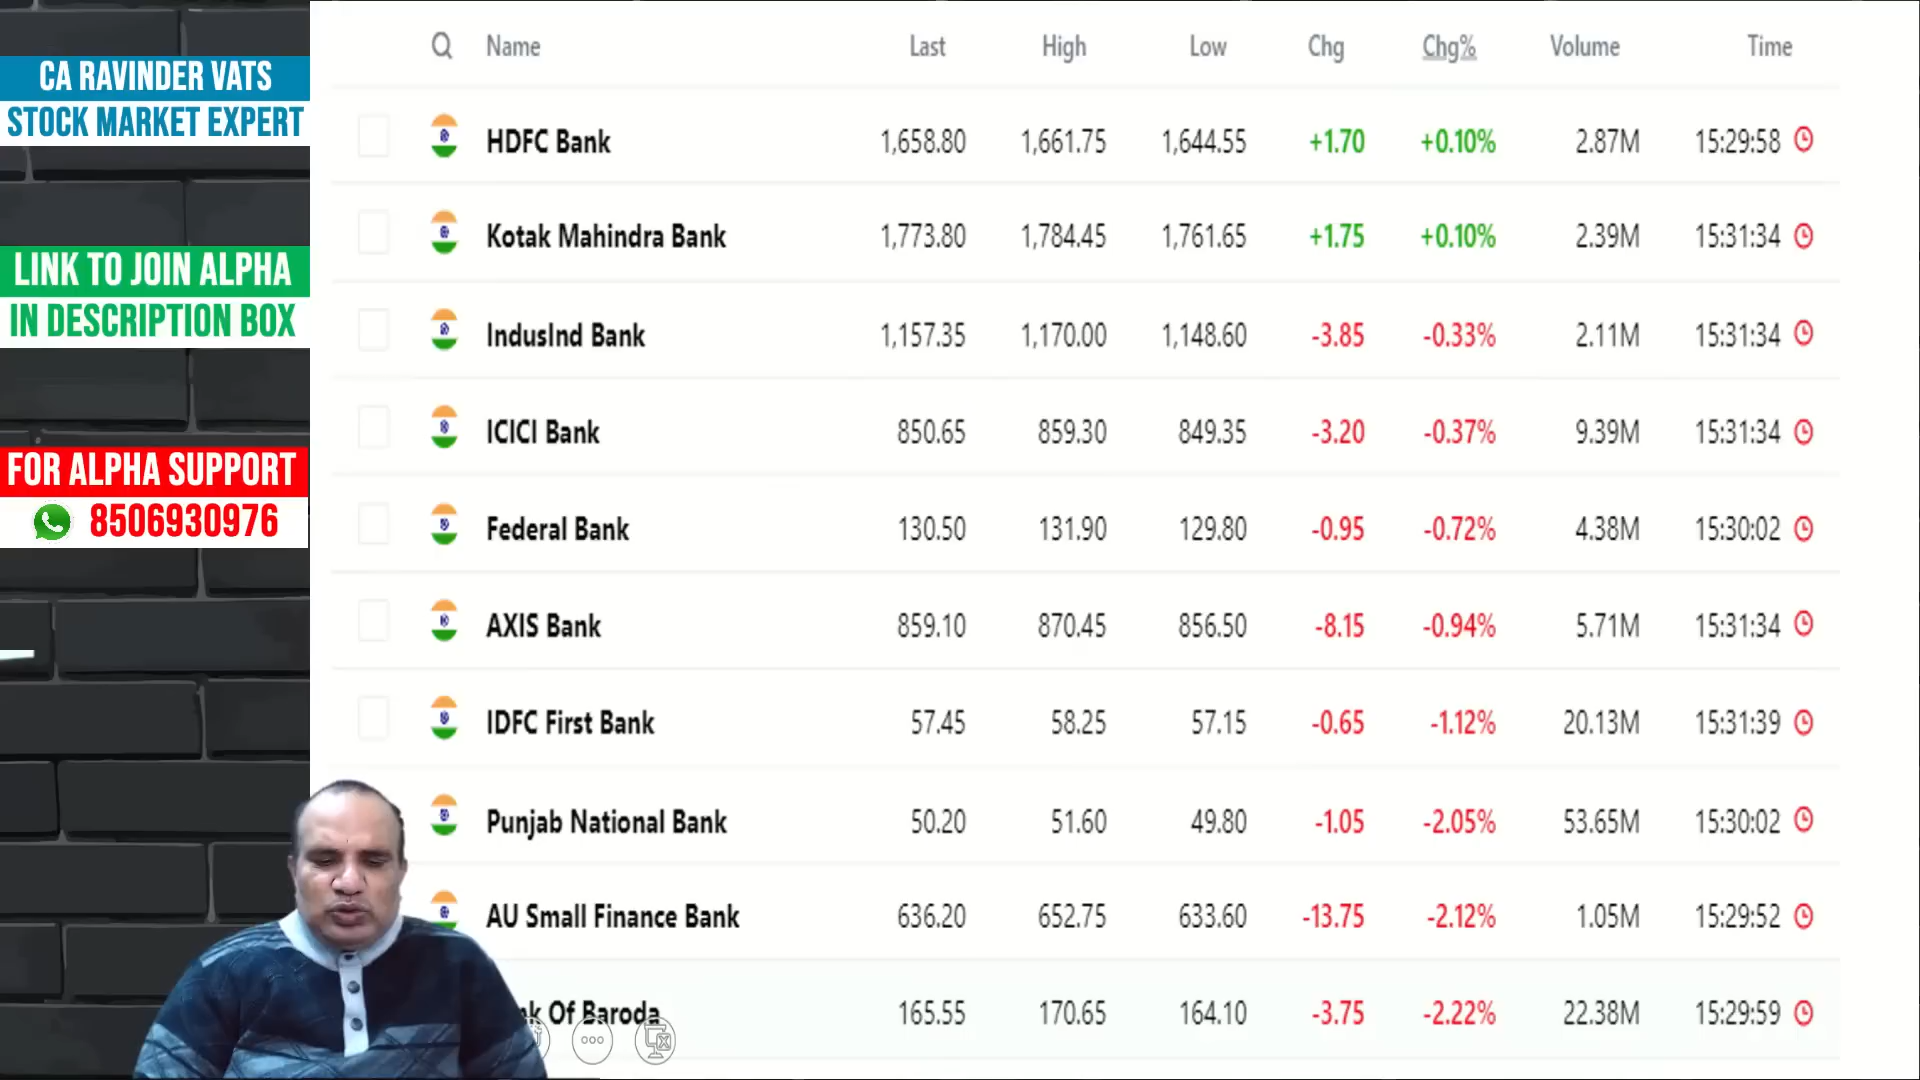 CA RAVINDER VATS
STOCK MARKET EXPERT
LINK TO JOIN ALPHA
IN DESCRIPTION BOX
FOR ALPHA SUPPORT
8506930976
Name Last High Low Chg Chg% Volume Time
HDFC Bank 1,658.80 1,661.75 1,644.55 +1.70 +0.10% 2.87M 15:29:58
Kotak Mahindra Bank 1,773.80 1,784.45 1,761.65 +1.75 +0.10% 2.39M 15:31:34
IndusInd Bank 1,157.35 1,170.00 1,148.60 -3.85 -0.33% 2.11M 15:31:34
ICICI Bank 850.65 859.30 849.35 -3.20 -0.37% 9.39M 15:31:34
Federal Bank 130.50 131.90 129.80 -0.95 -0.72% 4.38M 15:30:02
AXIS Bank 859.10 870.45 856.50 -8.15 -0.94% 5.71M 15:31:34
IDFC First Bank 57.45 58.25 57.15 -0.65 -1.12% 20.13M 15:31:39
Punjab National Bank 50.20 51.60 49.80 -1.05 -2.05% 53.65M 15:30:02
AU Small Finance Bank 636.20 652.75 633.60 -13.75 -2.12% 1.05M 15:29:52
nk Of Baroda 165.55 170.65 164.10 -3.75 -2.22% 22.38M 15:29:59